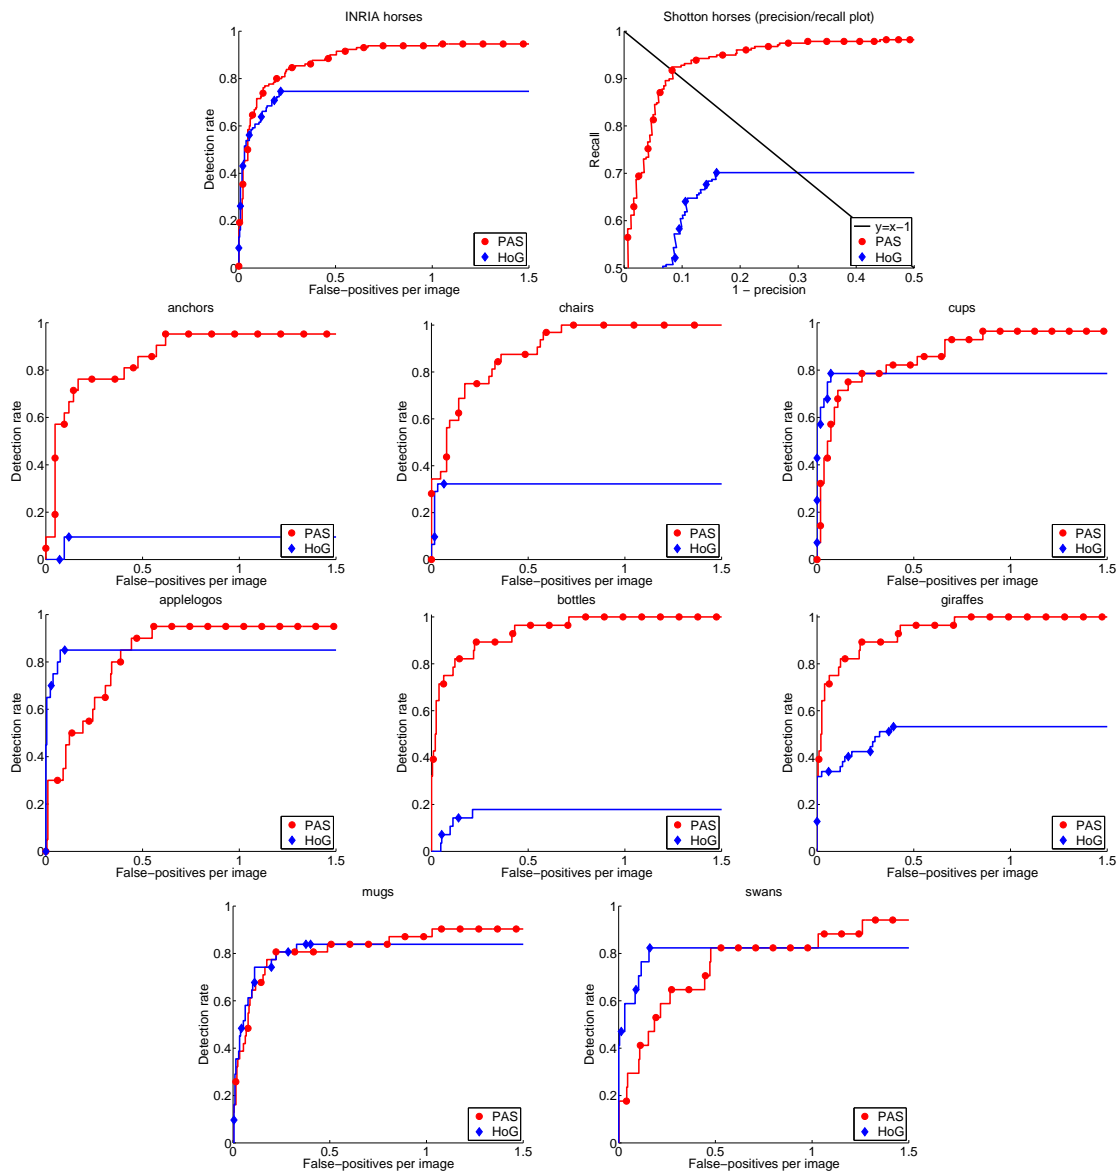 INRIA horses
1
0.8
0.6
0.4
0.2
0
0 0.5 1 1.5
Detection rate
False−positives per image
PAS
HoG
Shotton horses (precision/recall plot)
1
0.9
0.8
0.7
0.6
0.5
0 0.1 0.2 0.3 0.4 0.5
Recall
1 − precision
y=x−1
PAS
HoG
anchors
1
0.8
0.6
0.4
0.2
0
0 0.5 1 1.5
Detection rate
False−positives per image
PAS
HoG
chairs
1
0.8
0.6
0.4
0.2
0
0 0.5 1 1.5
Detection rate
False−positives per image
PAS
HoG
cups
1
0.8
0.6
0.4
0.2
0
0 0.5 1 1.5
Detection rate
False−positives per image
PAS
HoG
applelogos
1
0.8
0.6
0.4
0.2
0
0 0.5 1 1.5
Detection rate
False−positives per image
PAS
HoG
bottles
1
0.8
0.6
0.4
0.2
0
0 0.5 1 1.5
Detection rate
False−positives per image
PAS
HoG
giraffes
1
0.8
0.6
0.4
0.2
0
0 0.5 1 1.5
Detection rate
False−positives per image
PAS
HoG
mugs
1
0.8
0.6
0.4
0.2
0
0 0.5 1 1.5
Detection rate
False−positives per image
PAS
HoG
swans
1
0.8
0.6
0.4
0.2
0
0 0.5 1 1.5
Detection rate
False−positives per image
PAS
HoG